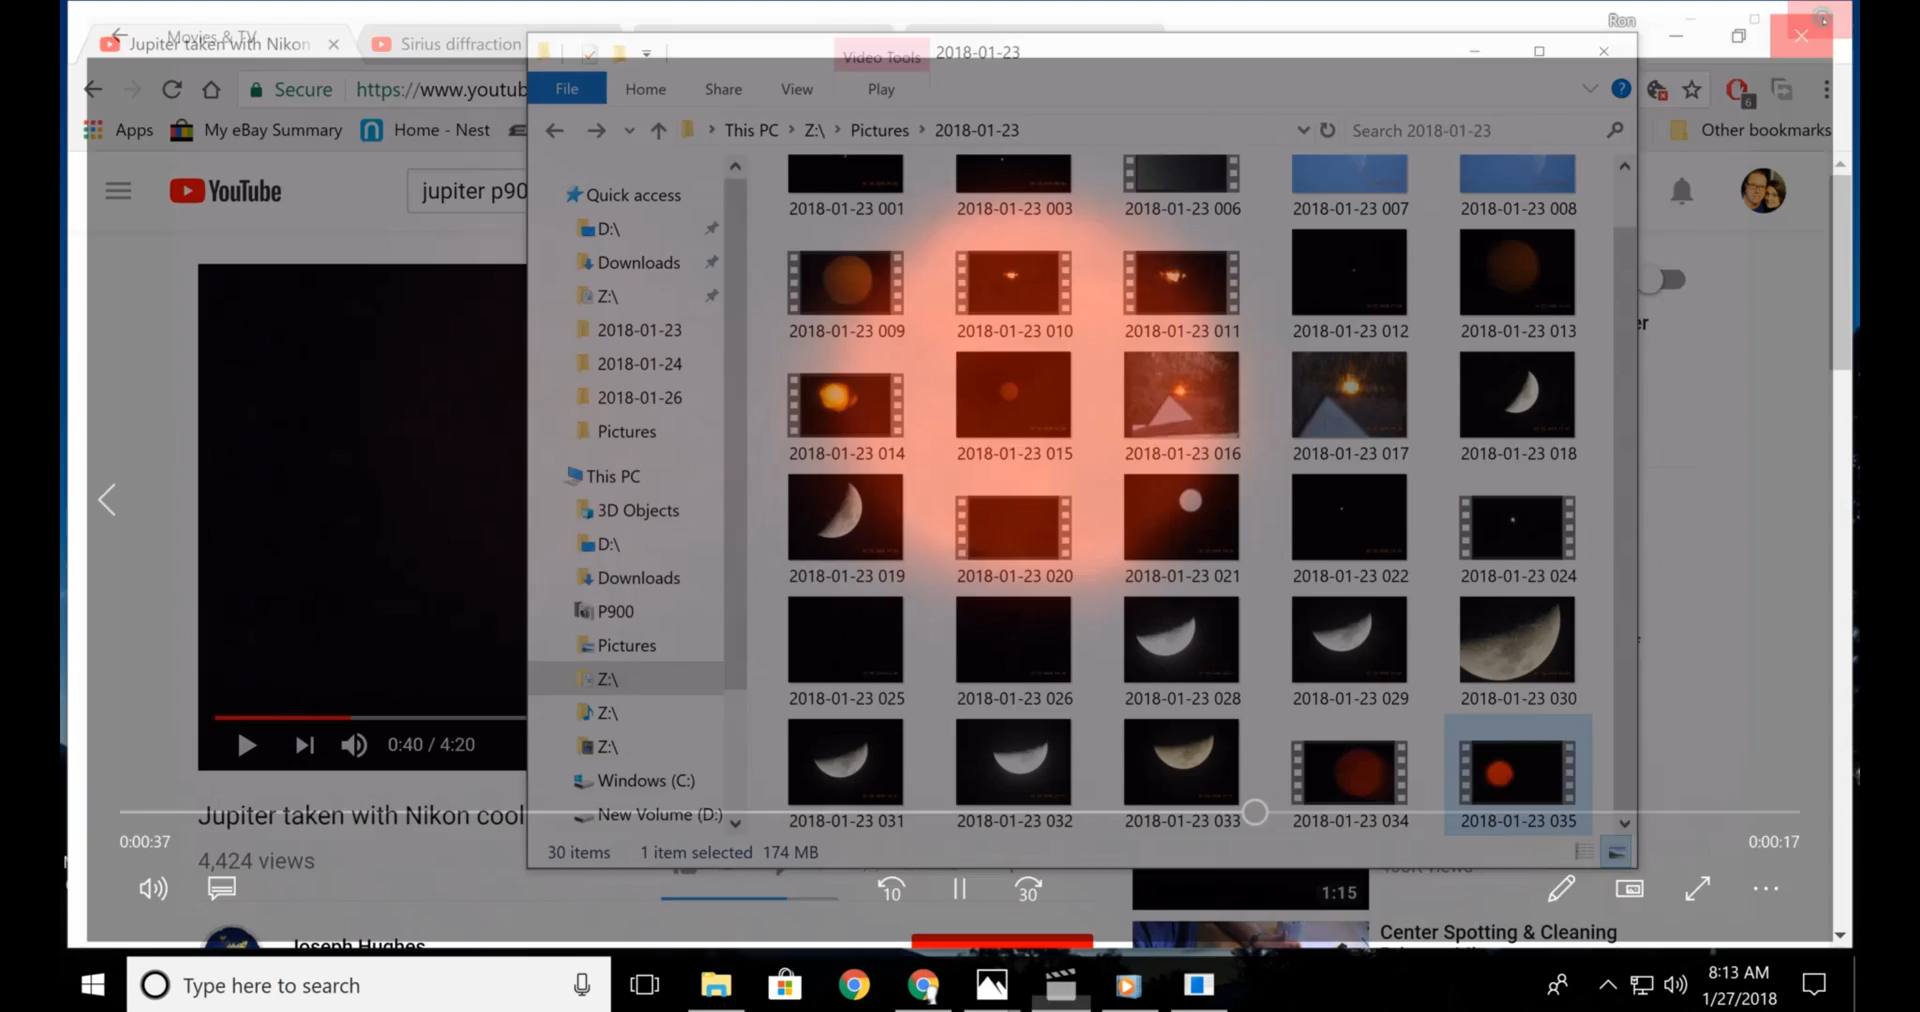 Movies & TV
Ron
Jupiter taken with Nikon
Sirius diffraction
Video Tools
2018-01-23
Secure
https://www.youtub
File
Home
Share
View
Play
6
Apps
My eBay Summary
Home - Nest
This PC
Z:\
Pictures
2018-01-23
Search 2018-01-23
Other bookmarks
YouTube
jupiter p900
Quick access
D:\
Downloads
Z:\
2018-01-23
2018-01-24
2018-01-26
Pictures
This PC
3D Objects
D:\
Downloads
P900
Pictures
Z:\
Z:\
Z:\
Windows (C:)
New Volume (D:)
2018-01-23 001
2018-01-23 003
2018-01-23 006
2018-01-23 007
2018-01-23 008
2018-01-23 009
2018-01-23 010
2018-01-23 011
2018-01-23 012
2018-01-23 013
2018-01-23 014
2018-01-23 015
2018-01-23 016
2018-01-23 017
2018-01-23 018
2018-01-23 019
2018-01-23 020
2018-01-23 021
2018-01-23 022
2018-01-23 024
2018-01-23 025
2018-01-23 026
2018-01-23 028
2018-01-23 029
2018-01-23 030
2018-01-23 031
2018-01-23 032
2018-01-23 033
2018-01-23 034
2018-01-23 035
er
0:40 / 4:20
Jupiter taken with Nikon cool
0:00:37
0:00:17
4,424 views
30 items
1 item selected 174 MB
10
30
1:15
Joseph Hughes
Center Spotting & Cleaning
Type here to search
8:13 AM
1/27/2018